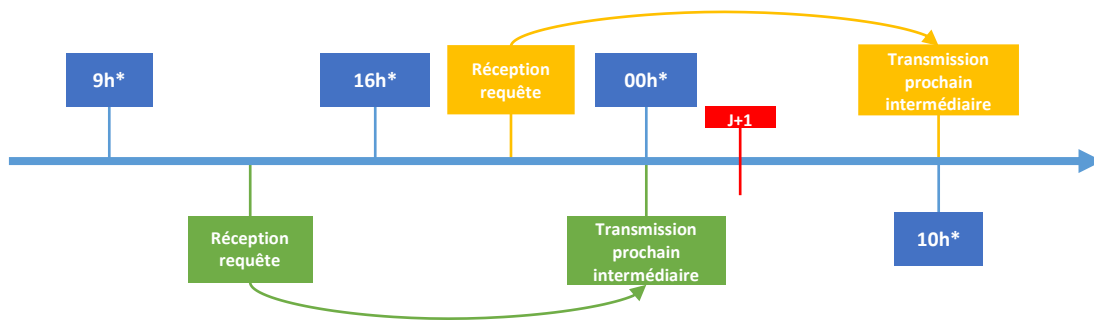 9h*
16h*
Réception
requête
00h*
J+1
Transmission
prochain
intermédiaire
Réception
requête
Transmission
prochain
intermédiaire
10h*